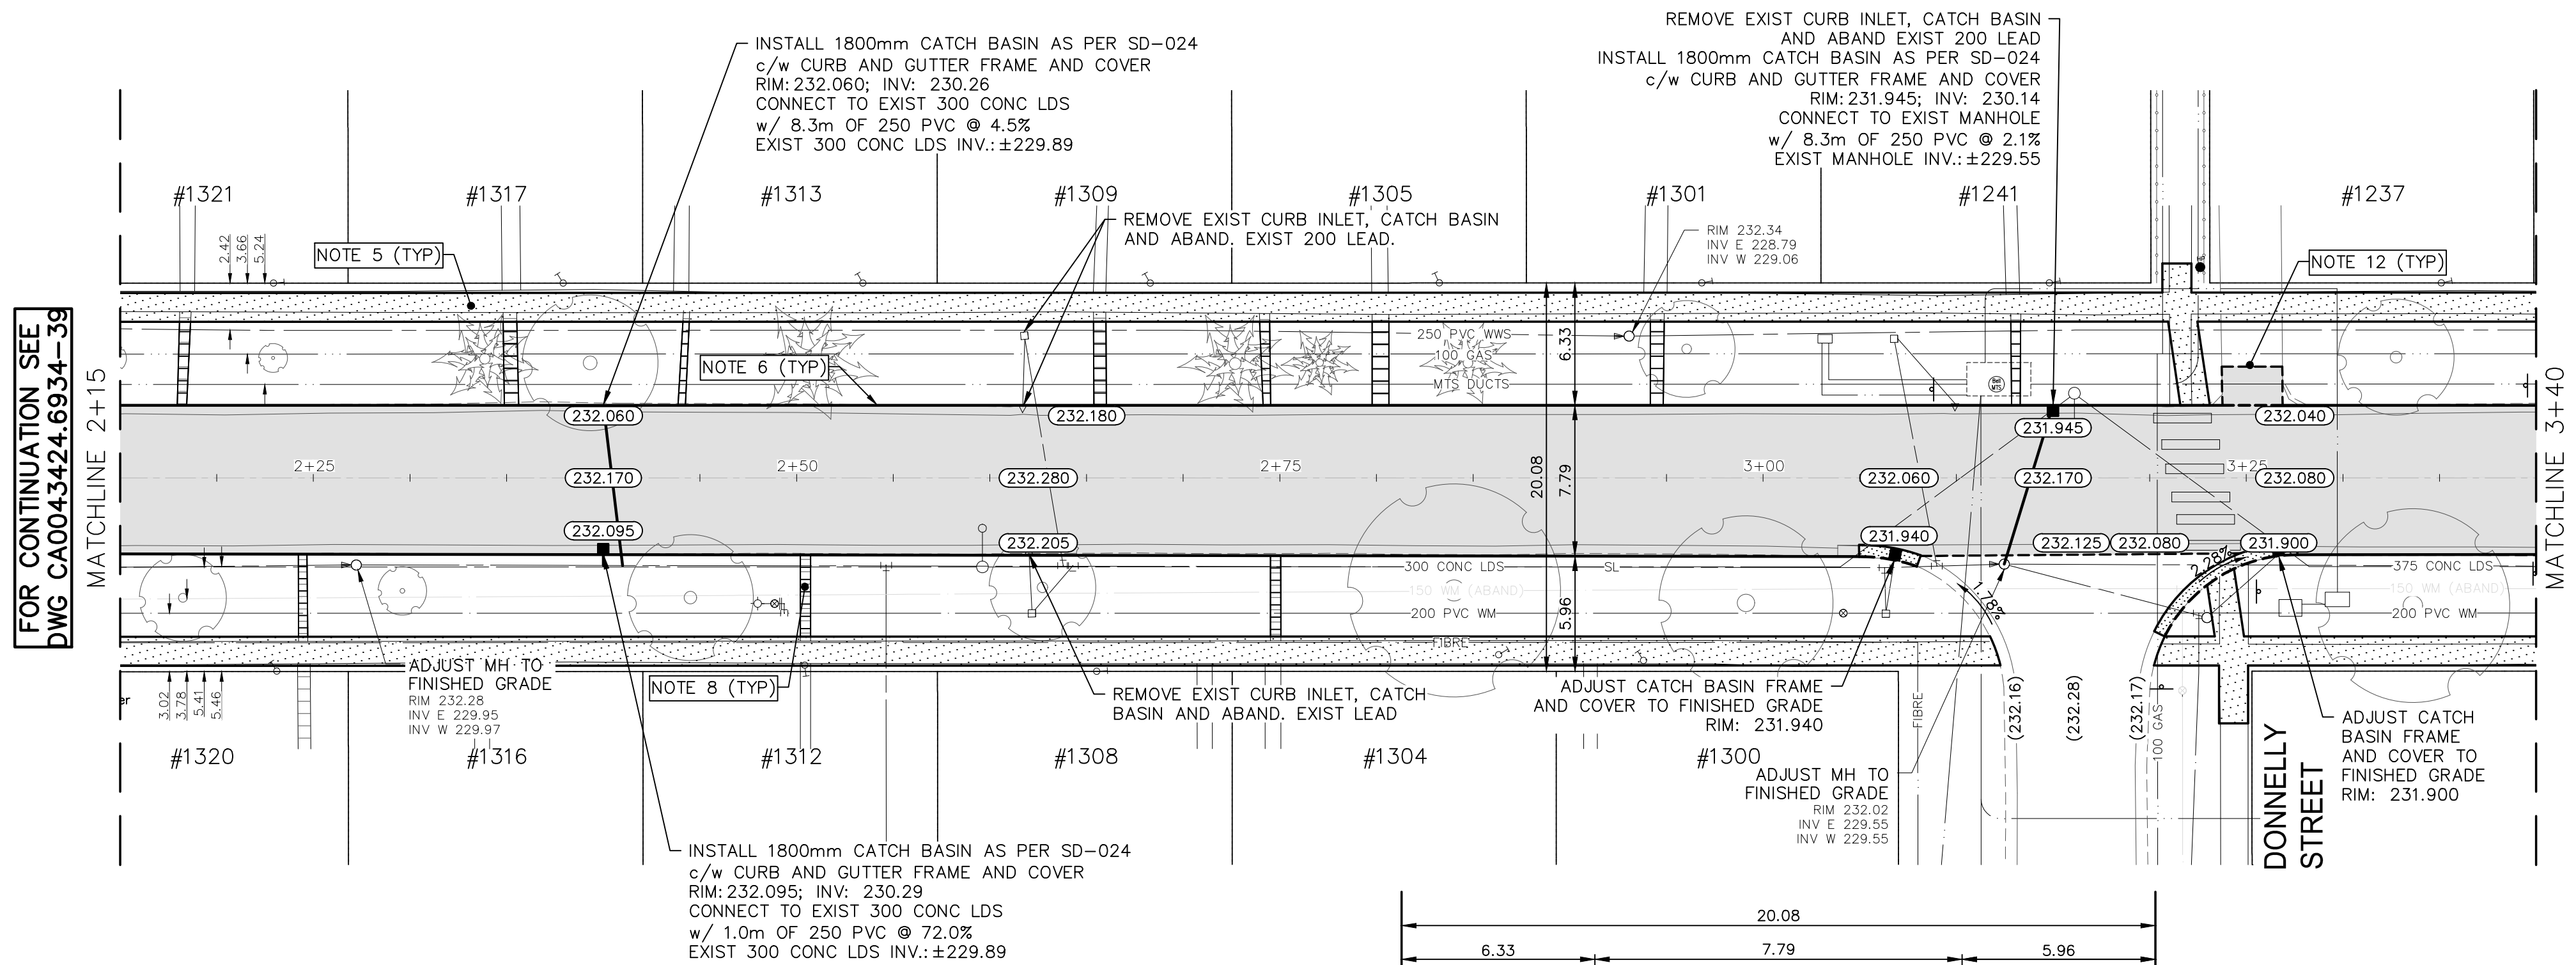 INSTALL 1800mm CATCH BASIN AS PER SD-024
c/w CURB AND GUTTER FRAME AND COVER
RIM: 232.060; INV: 230.26
CONNECT TO EXIST 300 CONC LDS
w/ 8.3m OF 250 PVC @ 4.5%
EXIST 300 CONC LDS INV.: ±229.89
REMOVE EXIST CURB INLET, CATCH BASIN
AND ABAND EXIST 200 LEAD
INSTALL 1800mm CATCH BASIN AS PER SD-024
c/w CURB AND GUTTER FRAME AND COVER
RIM: 231.945; INV: 230.14
CONNECT TO EXIST MANHOLE
w/ 8.3m OF 250 PVC @ 2.1%
EXIST MANHOLE INV.: ±229.55
#1321
#1317
#1313
#1309
#1305
#1301
#1241
#1237
REMOVE EXIST CURB INLET, CATCH BASIN
AND ABAND. EXIST 200 LEAD.
RIM 232.34
INV E 228.79
INV W 229.06
2.42
3.66
5.24
NOTE 5 (TYP)
NOTE 12 (TYP)
FOR CONTINUATION SEE
DWG CA0043424.6934-39
MATCHLINE 2+15
MATCHLINE 3+40
NOTE 6 (TYP)
250 PVC WWS
100 GAS
MTS DUCTS
6.33
Bell
MTS
232.060
232.180
231.945
232.040
2+25
2+50
2+75
3+00
3+25
232.170
232.280
20.08
7.79
232.060
232.170
232.080
232.095
232.205
231.940
232.125
232.080
231.900
2.28%
1.78%
300 CONC LDS
SL
375 CONC LDS
150 WM (ABAND)
150 WM (ABAND)
200 PVC WM
200 PVC WM
FIBRE
5.96
ADJUST MH TO
FINISHED GRADE
RIM 232.28
INV E 229.95
INV W 229.97
er
3.02
3.78
5.41
5.46
NOTE 8 (TYP)
REMOVE EXIST CURB INLET, CATCH
BASIN AND ABAND. EXIST LEAD
ADJUST CATCH BASIN FRAME
AND COVER TO FINISHED GRADE
RIM: 231.940
FIBRE
(232.16)
(232.28)
(232.17)
100 GAS
ADJUST CATCH
BASIN FRAME
AND COVER TO
FINISHED GRADE
RIM: 231.900
#1320
#1316
#1312
#1308
#1304
#1300
ADJUST MH TO
FINISHED GRADE
RIM 232.02
INV E 229.55
INV W 229.55
DONNELLY
STREET
INSTALL 1800mm CATCH BASIN AS PER SD-024
c/w CURB AND GUTTER FRAME AND COVER
RIM: 232.095; INV: 230.29
CONNECT TO EXIST 300 CONC LDS
w/ 1.0m OF 250 PVC @ 72.0%
EXIST 300 CONC LDS INV.: ±229.89
20.08
6.33
7.79
5.96